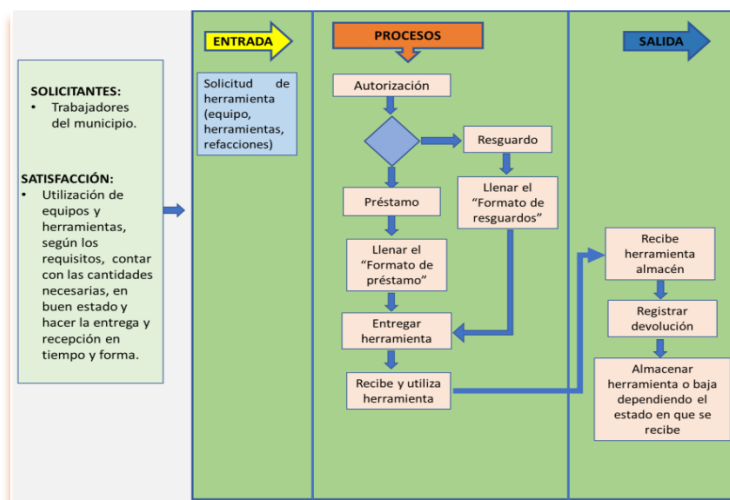 SOLICITANTES:
• Trabajadores
del municipio.
SATISFACCIÓN:
• Utilización de
equipos y
herramientas,
según los
requisitos, contar
con las cantidades
necesarias, en
buen estado y
hacer la entrega y
recepción en
tiempo y forma.
ENTRADA
Solicitud de
herramienta
(equipo,
herramientas,
refacciones)
PROCESOS
Autorización
Resguardo
Llenar el
“Formato de
resguardos”
Préstamo
Llenar el
“Formato de
préstamo”
Entregar
herramienta
Recibe y utiliza
herramienta
SALIDA
Recibe
herramienta
almacén
Registrar
devolución
Almacenar
herramienta o baja
dependiendo el
estado en que se
recibe